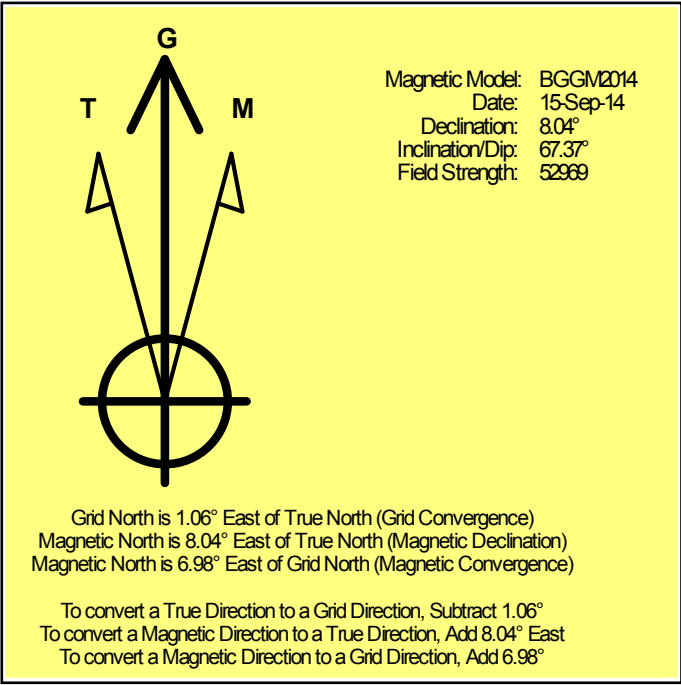 G
T
M
Magnetic Model: BGGM2014
Date: 15-Sep-14
Declination: 8.04°
Inclination/Dip: 67.37°
Field Strength: 52969
Grid North is 1.06° East of True North (Grid Convergence)
Magnetic North is 8.04° East of True North (Magnetic Declination)
Magnetic North is 6.98° East of Grid North (Magnetic Convergence)
To convert a True Direction to a Grid Direction, Subtract 1.06°
To convert a Magnetic Direction to a True Direction, Add 8.04° East
To convert a Magnetic Direction to a Grid Direction, Add 6.98°